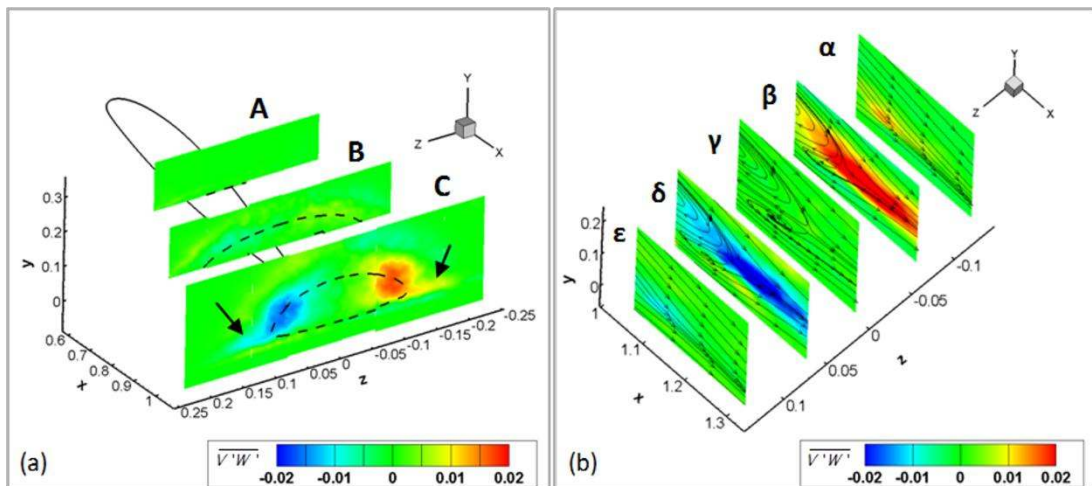 A
B
C
Y
Z
X
0.3
0.2
0.1
0
y
0.6
0.7
0.8
0.9
1
x
0.25
0.2
0.15
0.1
0.05
0
-0.05
-0.1
-0.15
-0.2
-0.25
z
(a)
V'W'
-0.02 -0.01 0 0.01 0.02
α
β
γ
δ
ε
Y
Z
X
0.2
0.1
0
y
1
1.1
1.2
1.3
x
0.1
0.05
0
-0.05
-0.1
z
(b)
V'W'
-0.02 -0.01 0 0.01 0.02